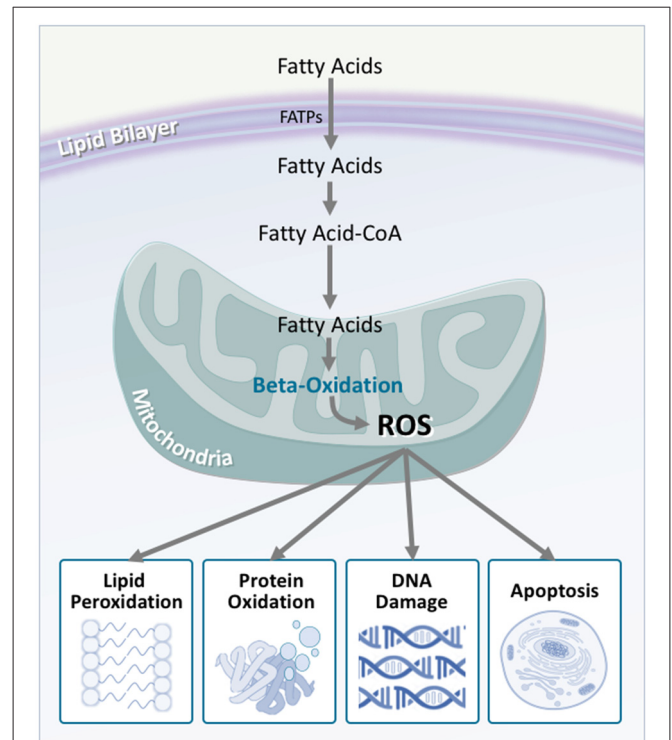 Fatty Acids
FATPs
Lipid Bilayer
Fatty Acids
Fatty Acid-CoA
Fatty Acids
Beta-Oxidation
ROS
Mitochondria
Lipid
Peroxidation
Protein
Oxidation
DNA
Damage
Apoptosis